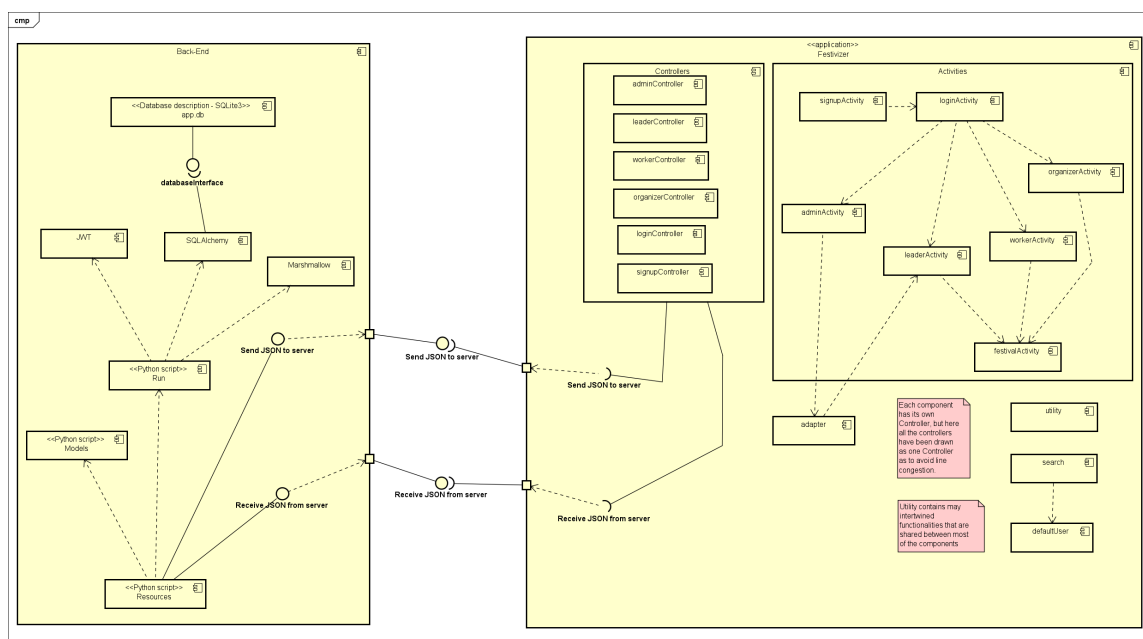 cmp
Back-End
<<Database description - SQLite3>>
app.db
databaseinterface
JWT
SQLAlchemy
Marshmallow
Send JSON to server
<<Python script>>
Run
<<Python script>>
Models
Receive JSON from server
<<Python script>>
Resources
Send JSON to server
Receive JSON from server
<<application>>
Festivizer
Controllers
adminController
leaderController
workerController
organizerController
loginController
signupController
Send JSON to server
Receive JSON from server
Activities
signupActivity
loginActivity
organizerActivity
adminActivity
workerActivity
leaderActivity
festivalActivity
adapter
Each component
has its own
Controller, but here
all the controllers
have been drawn
as one Controller
as to avoid line
congestion.
utility
search
Utility contains may
intertwined
functionalities that are
shared between most
of the components
defaultUser